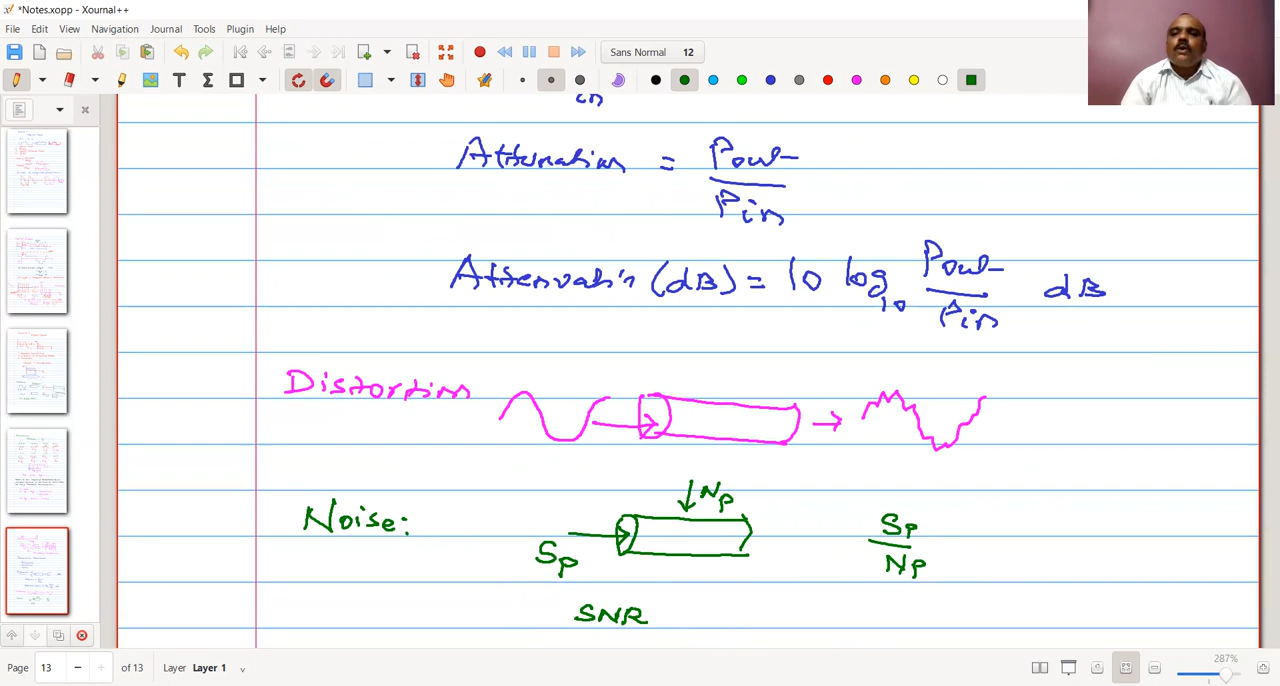 *Notes.xopp - Xournal++
File Edit View Navigation Journal Tools Plugin Help
Sans Normal 12
in
Attenuation = Pout
Pin
Attenuatin (dB) = 10 log10 Pout dB
Pin
Distortion
Noise: Np
Sp
Sp
Np
SNR
Page 13 of 13 Layer Layer 1 287%